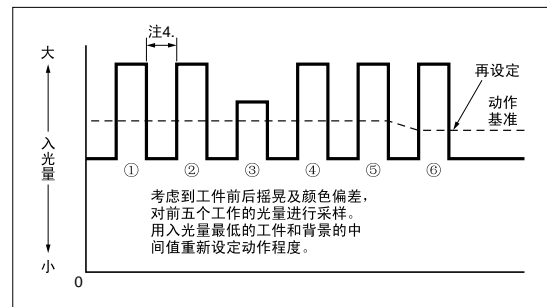 注4.
大
再设定
动作
基准
入光量
① ② ③ ④ ⑤ ⑥
考虑到工件前后摇晃及颜色偏差，
对前五个工作的光量进行采样。
用入光量最低的工件和背景的中
间值重新设定动作程度。
小
0